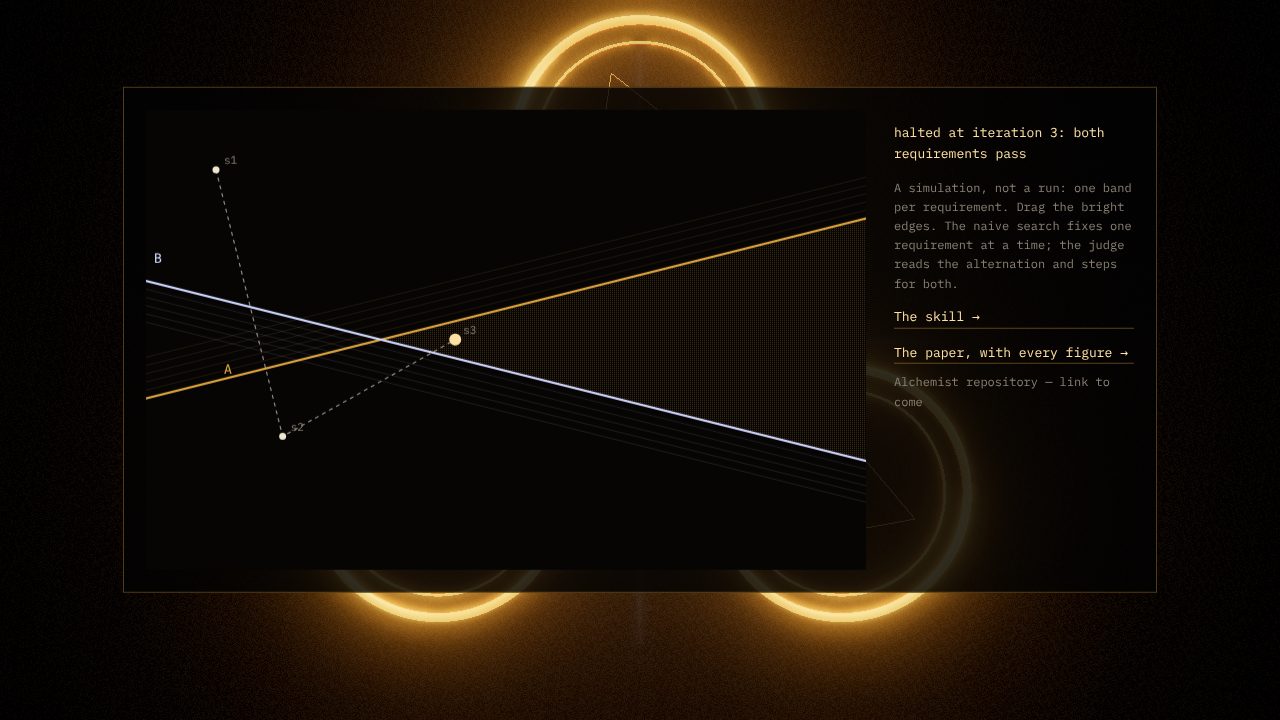 s1
B
s3
A
s2
halted at iteration 3: both
requirements pass
A simulation, not a run: one band
per requirement. Drag the bright
edges. The naive search fixes one
requirement at a time; the judge
reads the alternation and steps
for both.
The skill →
The paper, with every figure →
Alchemist repository — link to
come